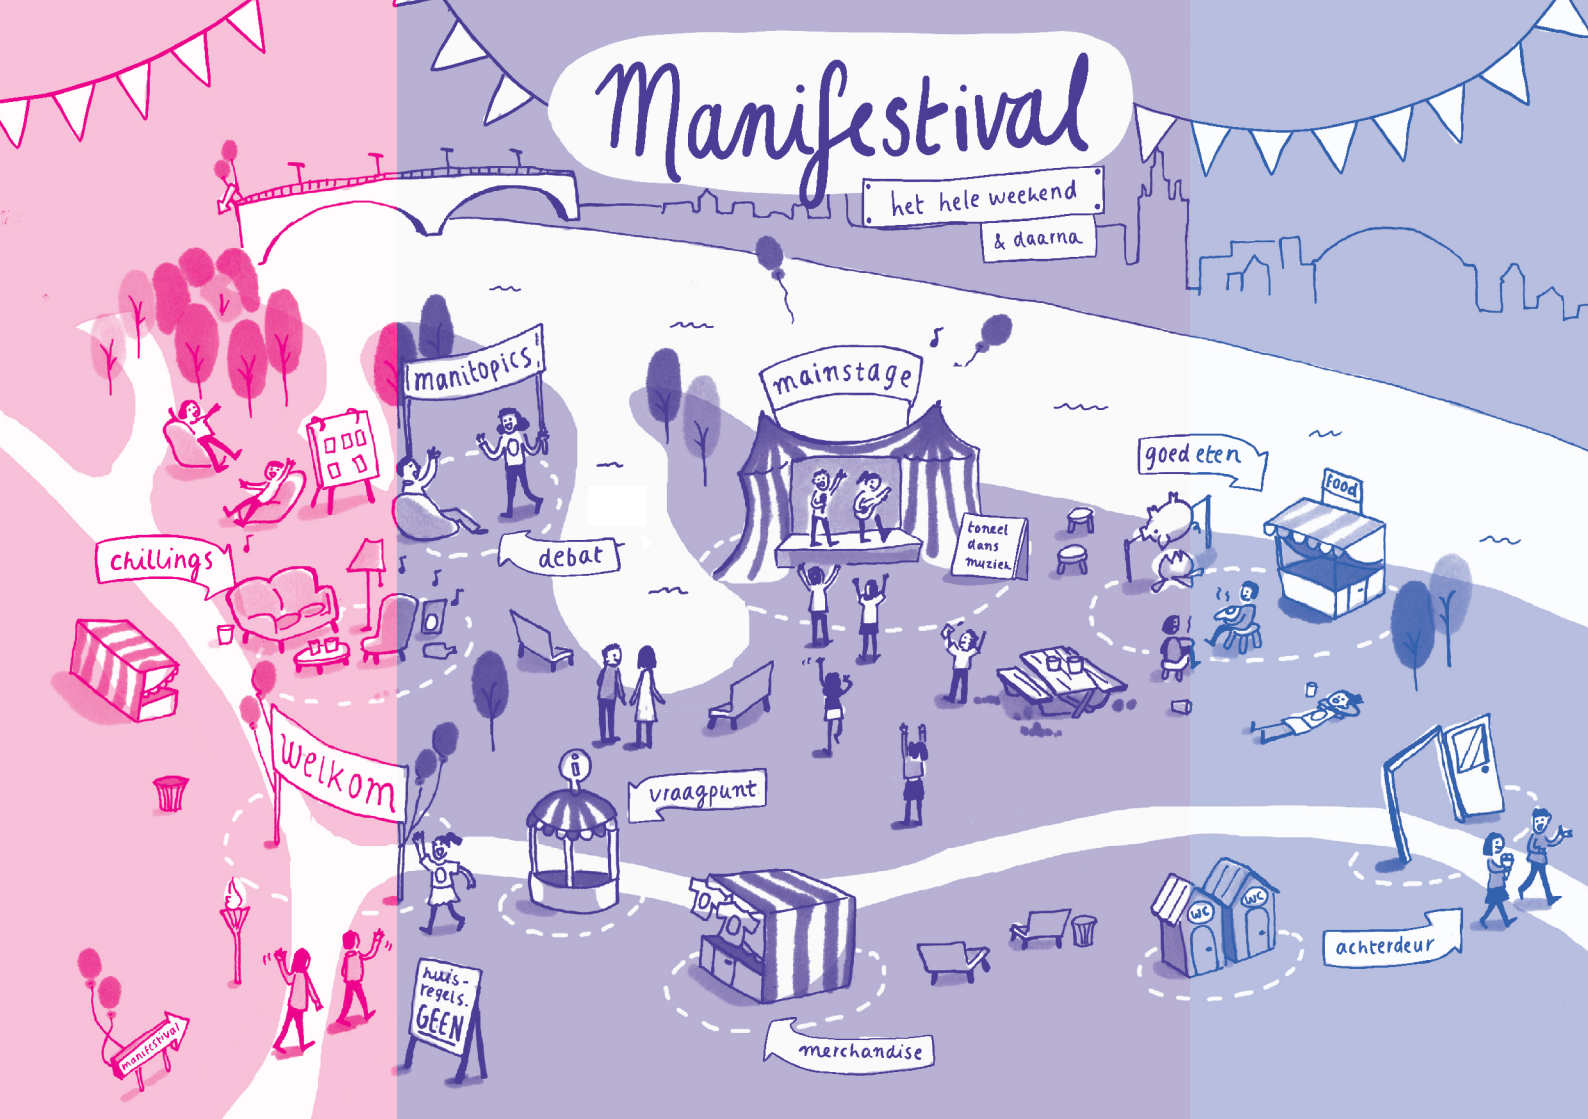 Manifestival
het hele weekend
& daarna
manitopics!
mainstage
goed eten
Food
toneel
dans
muziek
debat
chillings
welkom
i
vraagpunt
WC
WC
achterdeur
huis-
regels.
GEEN
manifestival
merchandise